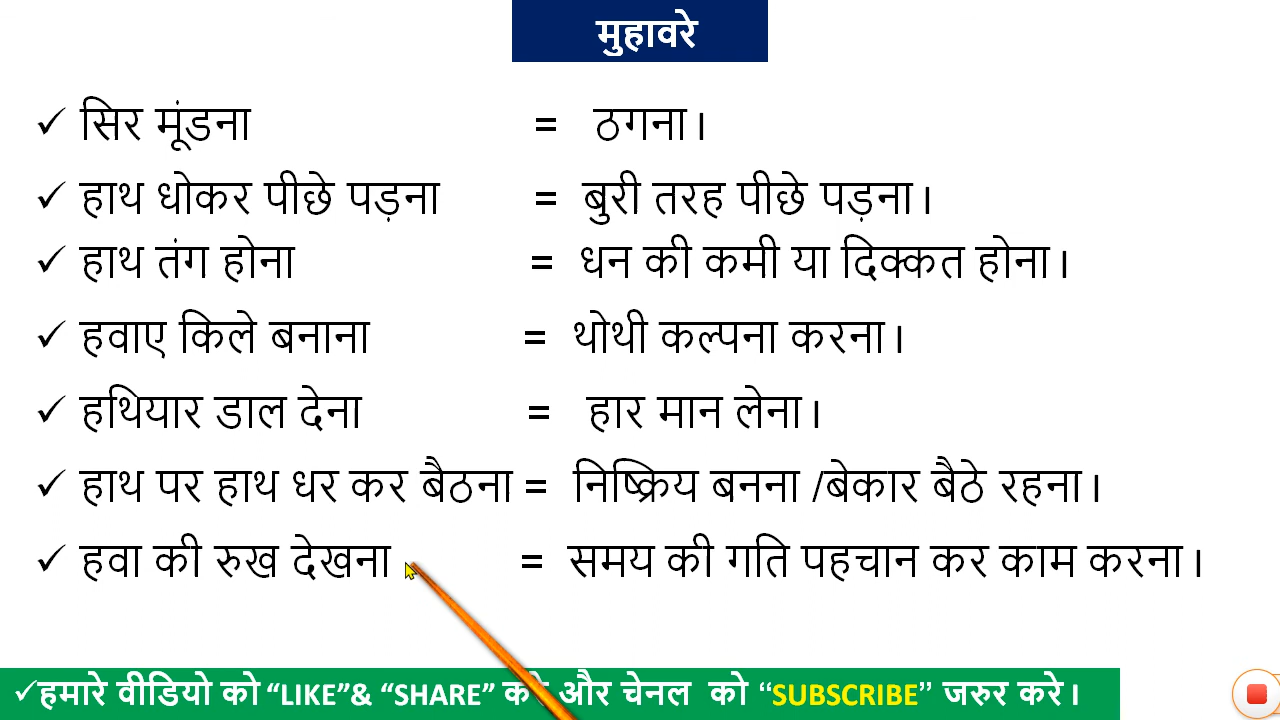 मुहावरे
✓ सिर मूंडना = ठगना।
✓ हाथ धोकर पीछे पड़ना = बुरी तरह पीछे पड़ना।
✓ हाथ तंग होना = धन की कमी या दिक्कत होना।
✓ हवाए किले बनाना = थोथी कल्पना करना।
✓ हथियार डाल देना = हार मान लेना।
✓ हाथ पर हाथ धर कर बैठना = निष्क्रिय बनना /बेकार बैठे रहना।
✓ हवा की रुख देखना = समय की गति पहचान कर काम करना।
✓हमारे वीडियो को “LIKE”& “SHARE” करे और चेनल को “SUBSCRIBE” जरुर करे।